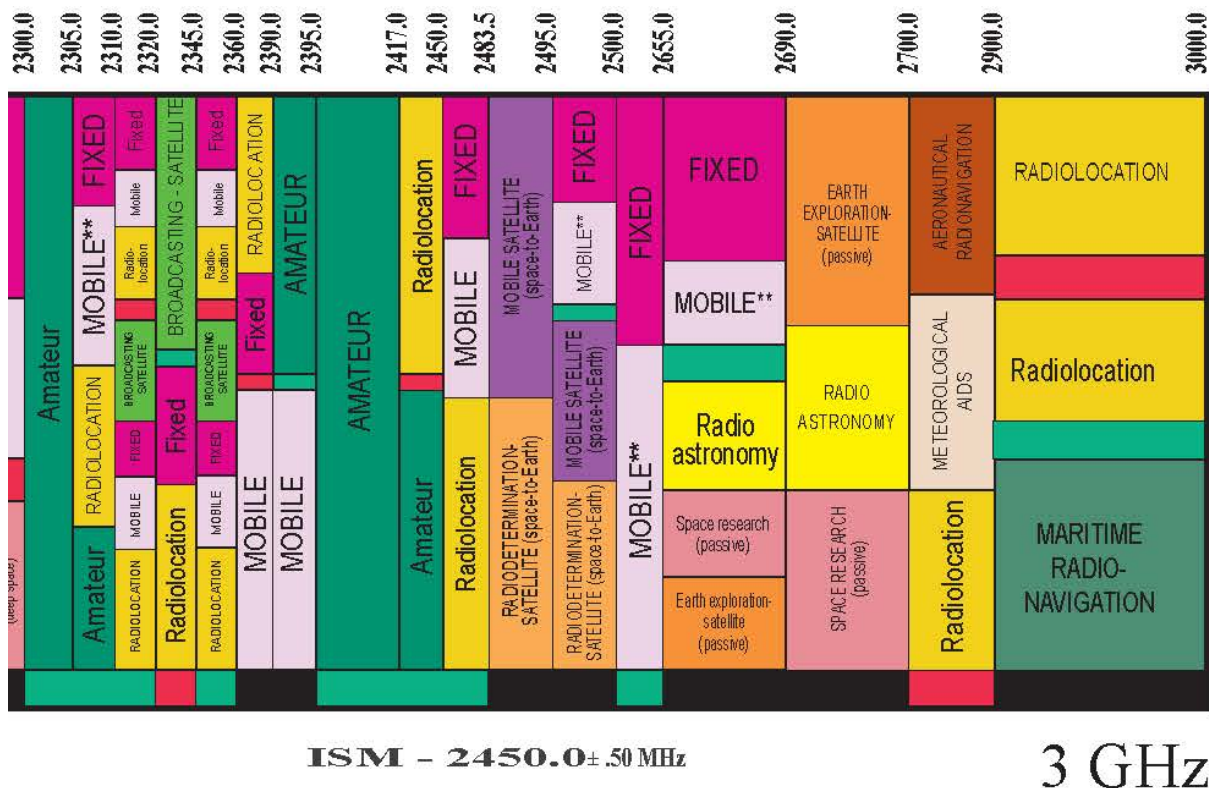 2300.0
2305.0
2310.0
2320.0
2345.0
2360.0
2390.0
2395.0
2417.0
2450.0
2483.5
2495.0
2500.0
2655.0
2690.0
2700.0
2900.0
3000.0
Amateur
FIXED
MOBILE**
RADIOLOCATION
Amateur
Fixed
Mobile
Radio-
location
BROADCASTING
SATELLITE
FIXED
MOBILE
RADIOLOCATION
BROADCASTING - SATELLITE
Fixed
Radiolocation
Fixed
Mobile
Radio-
location
BROADCASTING
SATELLITE
FIXED
MOBILE
RADIOLOCATION
RADIOLOCATION
Fixed
MOBILE
AMATEUR
MOBILE
AMATEUR
Radiolocation
Amateur
FIXED
MOBILE
Radiolocation
MOBILE SATELLITE
(space-to-Earth)
RADIODETERMINATION-
SATELLITE (space-to-Earth)
FIXED
MOBILE**
MOBILE SATELLITE
(space-to-Earth)
RADIODETERMINATION-
SATELLITE (space-to-Earth)
FIXED
MOBILE**
FIXED
MOBILE**
Radio
astronomy
Space research
(passive)
Earth exploration-
satellite
(passive)
EARTH
EXPLORATION-
SATELLITE
(passive)
RADIO
ASTRONOMY
SPACE RESEARCH
(passive)
AERONAUTICAL
RADIONAVIGATION
METEOROLOGICAL
AIDS
Radiolocation
RADIOLOCATION
Radiolocation
MARITIME
RADIO-
NAVIGATION
ISM – 2450.0± .50 MHz
3 GHz